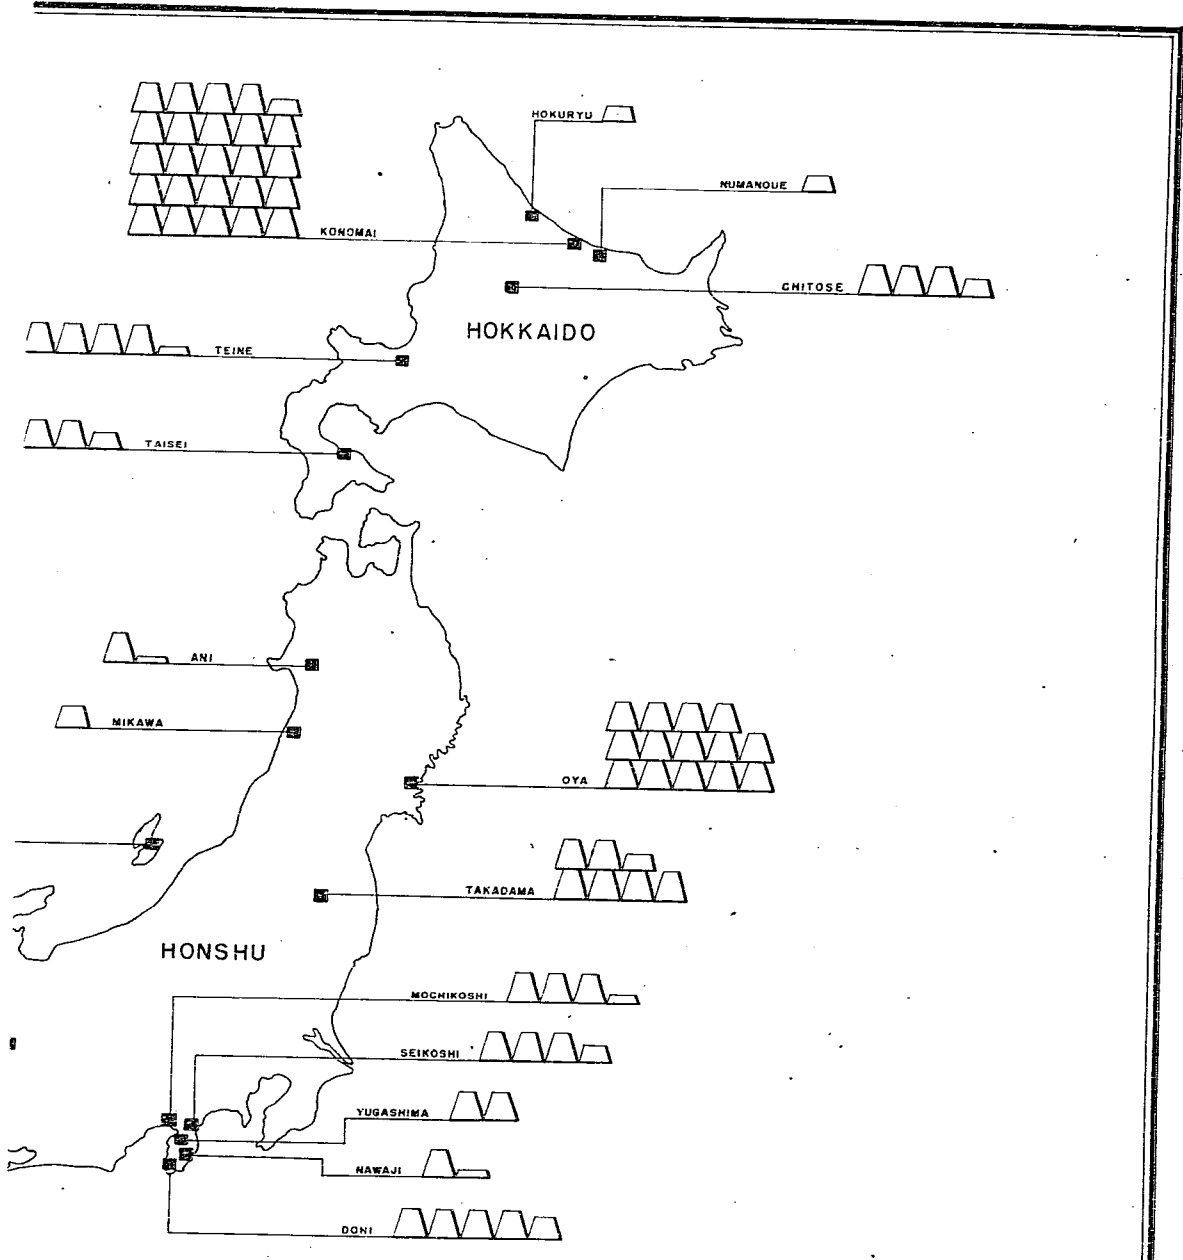 HOKURYU
NUMANOUE
KONOMAI
CHITOSE
HOKKAIDO
TEINE
TAISEI
ANI
MIKAWA
OYA
TAKADAMA
HONSHU
MOCHIKOSHI
SEIKOSHI
YUGASHIMA
NAWAJI
DONI